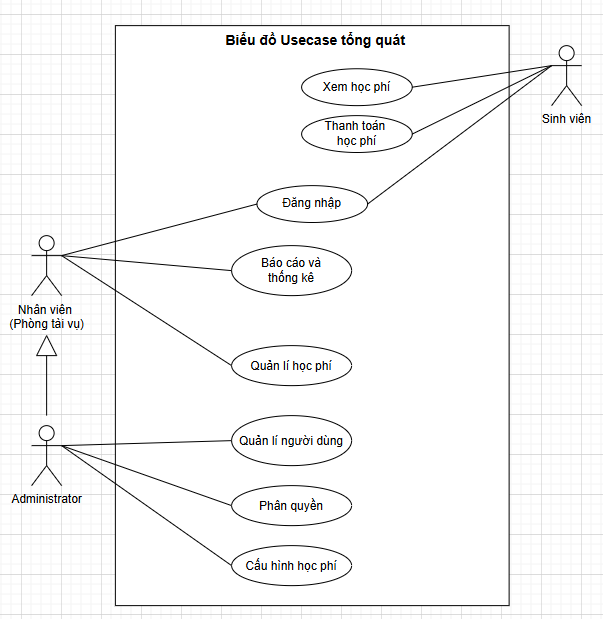 Biểu đồ Usecase tổng quát
Xem học phí
Sinh viên
Thanh toán
học phí
Đăng nhập
Báo cáo và
thống kê
Nhân viên
(Phòng tài vụ)
Quản lí học phí
Quản lí người dùng
Administrator
Phân quyền
Cấu hình học phí